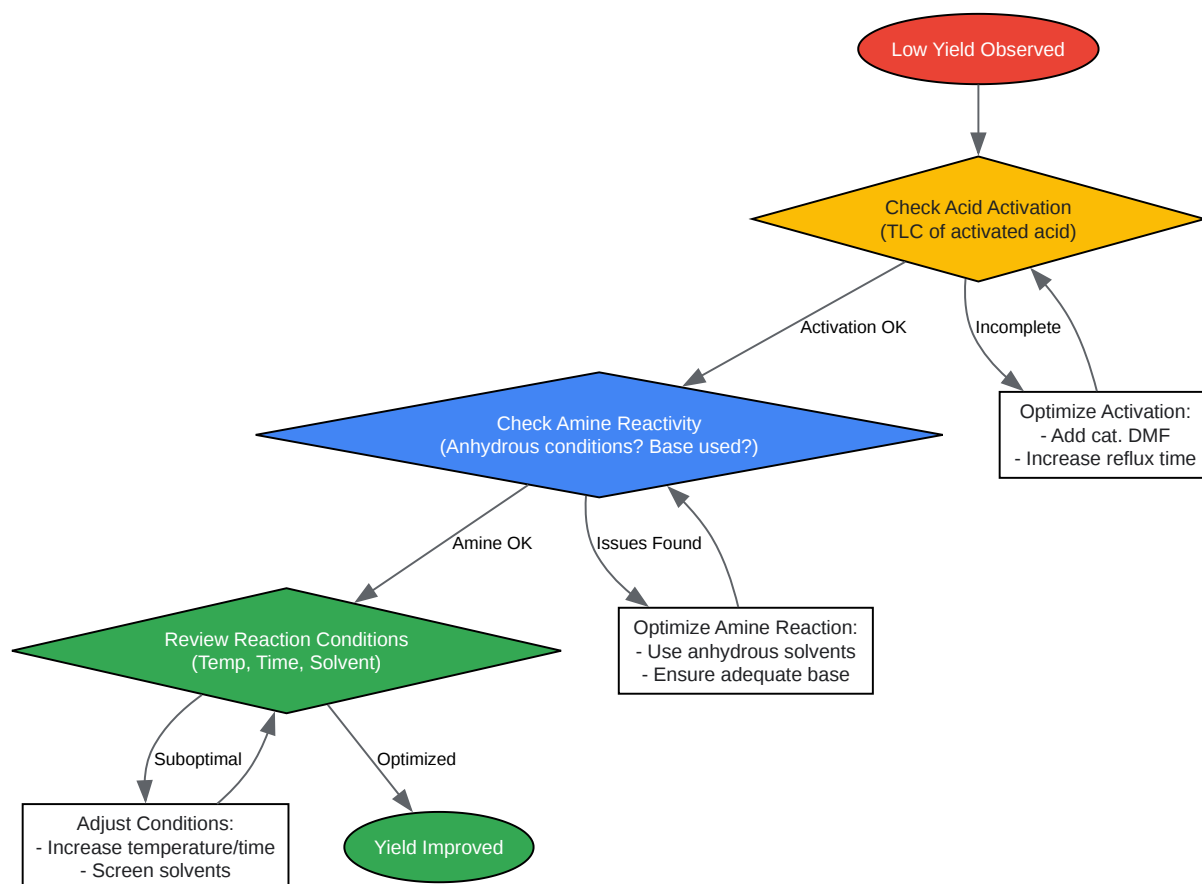 Low Yield Observed
Check Acid Activation
(TLC of activated acid)
Activation OK
Incomplete
Optimize Activation:
- Add cat. DMF
- Increase reflux time
Check Amine Reactivity
(Anhydrous conditions? Base used?)
Amine OK
Issues Found
Optimize Amine Reaction:
- Use anhydrous solvents
- Ensure adequate base
Review Reaction Conditions
(Temp, Time, Solvent)
Suboptimal
Optimized
Adjust Conditions:
- Increase temperature/time
- Screen solvents
Yield Improved